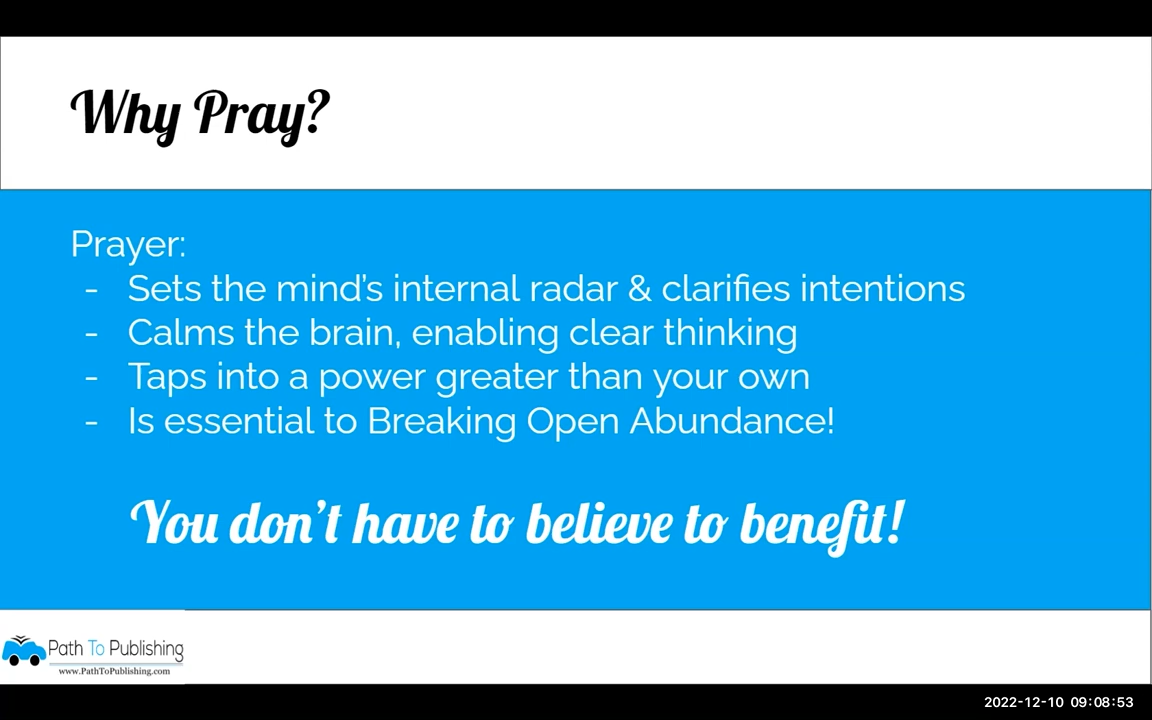 Why Pray?
Prayer:
- Sets the mind's internal radar & clarifies intentions
- Calms the brain, enabling clear thinking
- Taps into a power greater than your own
- Is essential to Breaking Open Abundance!
You don't have to believe to benefit!
Path To Publishing
www.PathToPublishing.com
2022-12-10 09:08:53